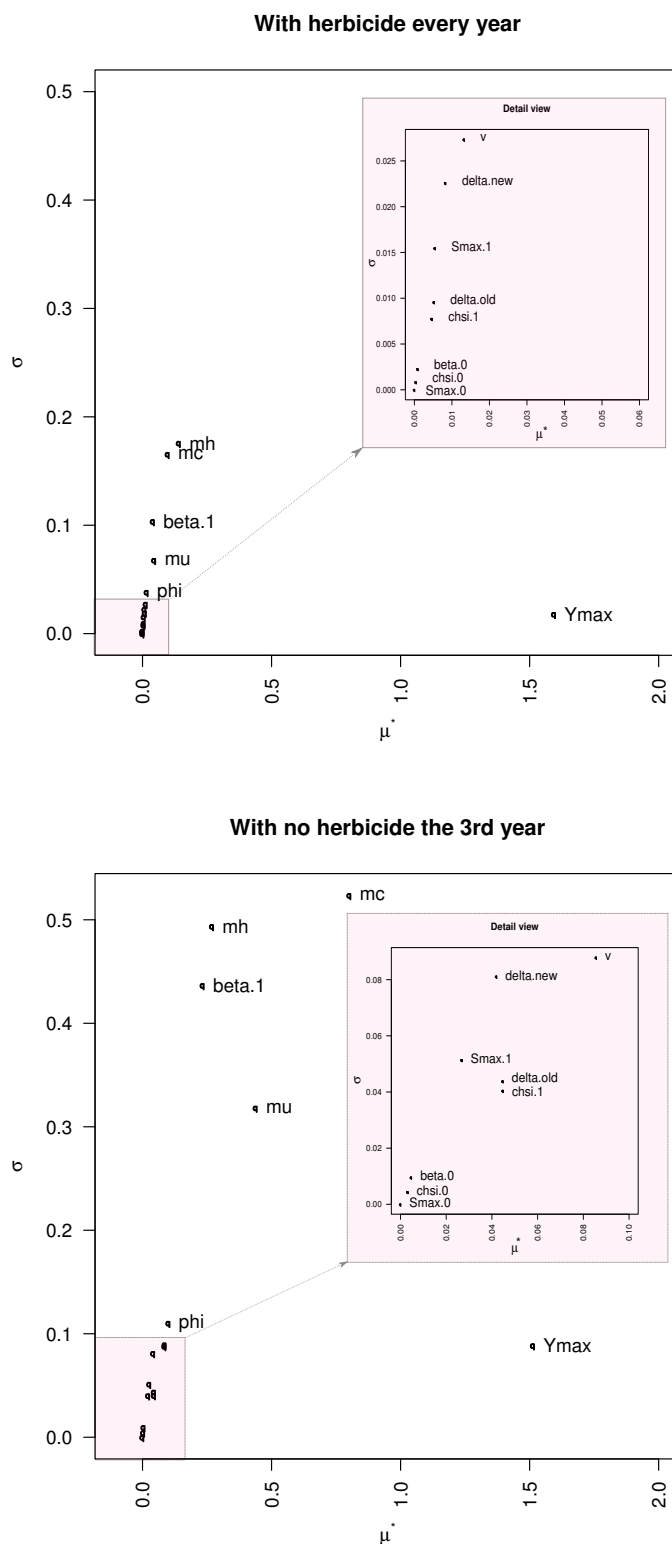 With herbicide every year
0.5
0.4
0.3
0.2
0.1
0.0
σ
Detail view
v
delta.new
Smax.1
delta.old
chsi.1
beta.0
chsi.0
Smax.0
0.025
0.020
0.015
0.010
0.005
0.000
σ
0.00 0.01 0.02 0.03 0.04 0.05 0.06
μ*
mh
mc
beta.1
mu
phi
Ymax
0.0 0.5 1.0 1.5 2.0
μ*
With no herbicide the 3rd year
0.5
0.4
0.3
0.2
0.1
0.0
σ
mc
mh
beta.1
mu
phi
Ymax
Detail view
v
delta.new
Smax.1
delta.old
chsi.1
beta.0
chsi.0
Smax.0
0.08
0.06
0.04
0.02
0.00
σ
0.00 0.02 0.04 0.06 0.08 0.10
μ*
0.0 0.5 1.0 1.5 2.0
μ*